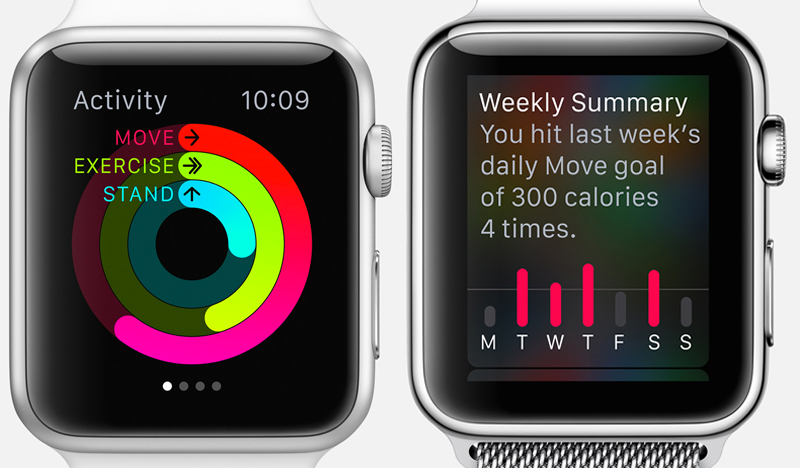 Activity 10:09
MOVE
EXERCISE
STAND
Weekly Summary
You hit last week's
daily Move goal
of 300 calories
4 times.
M T W T F S S